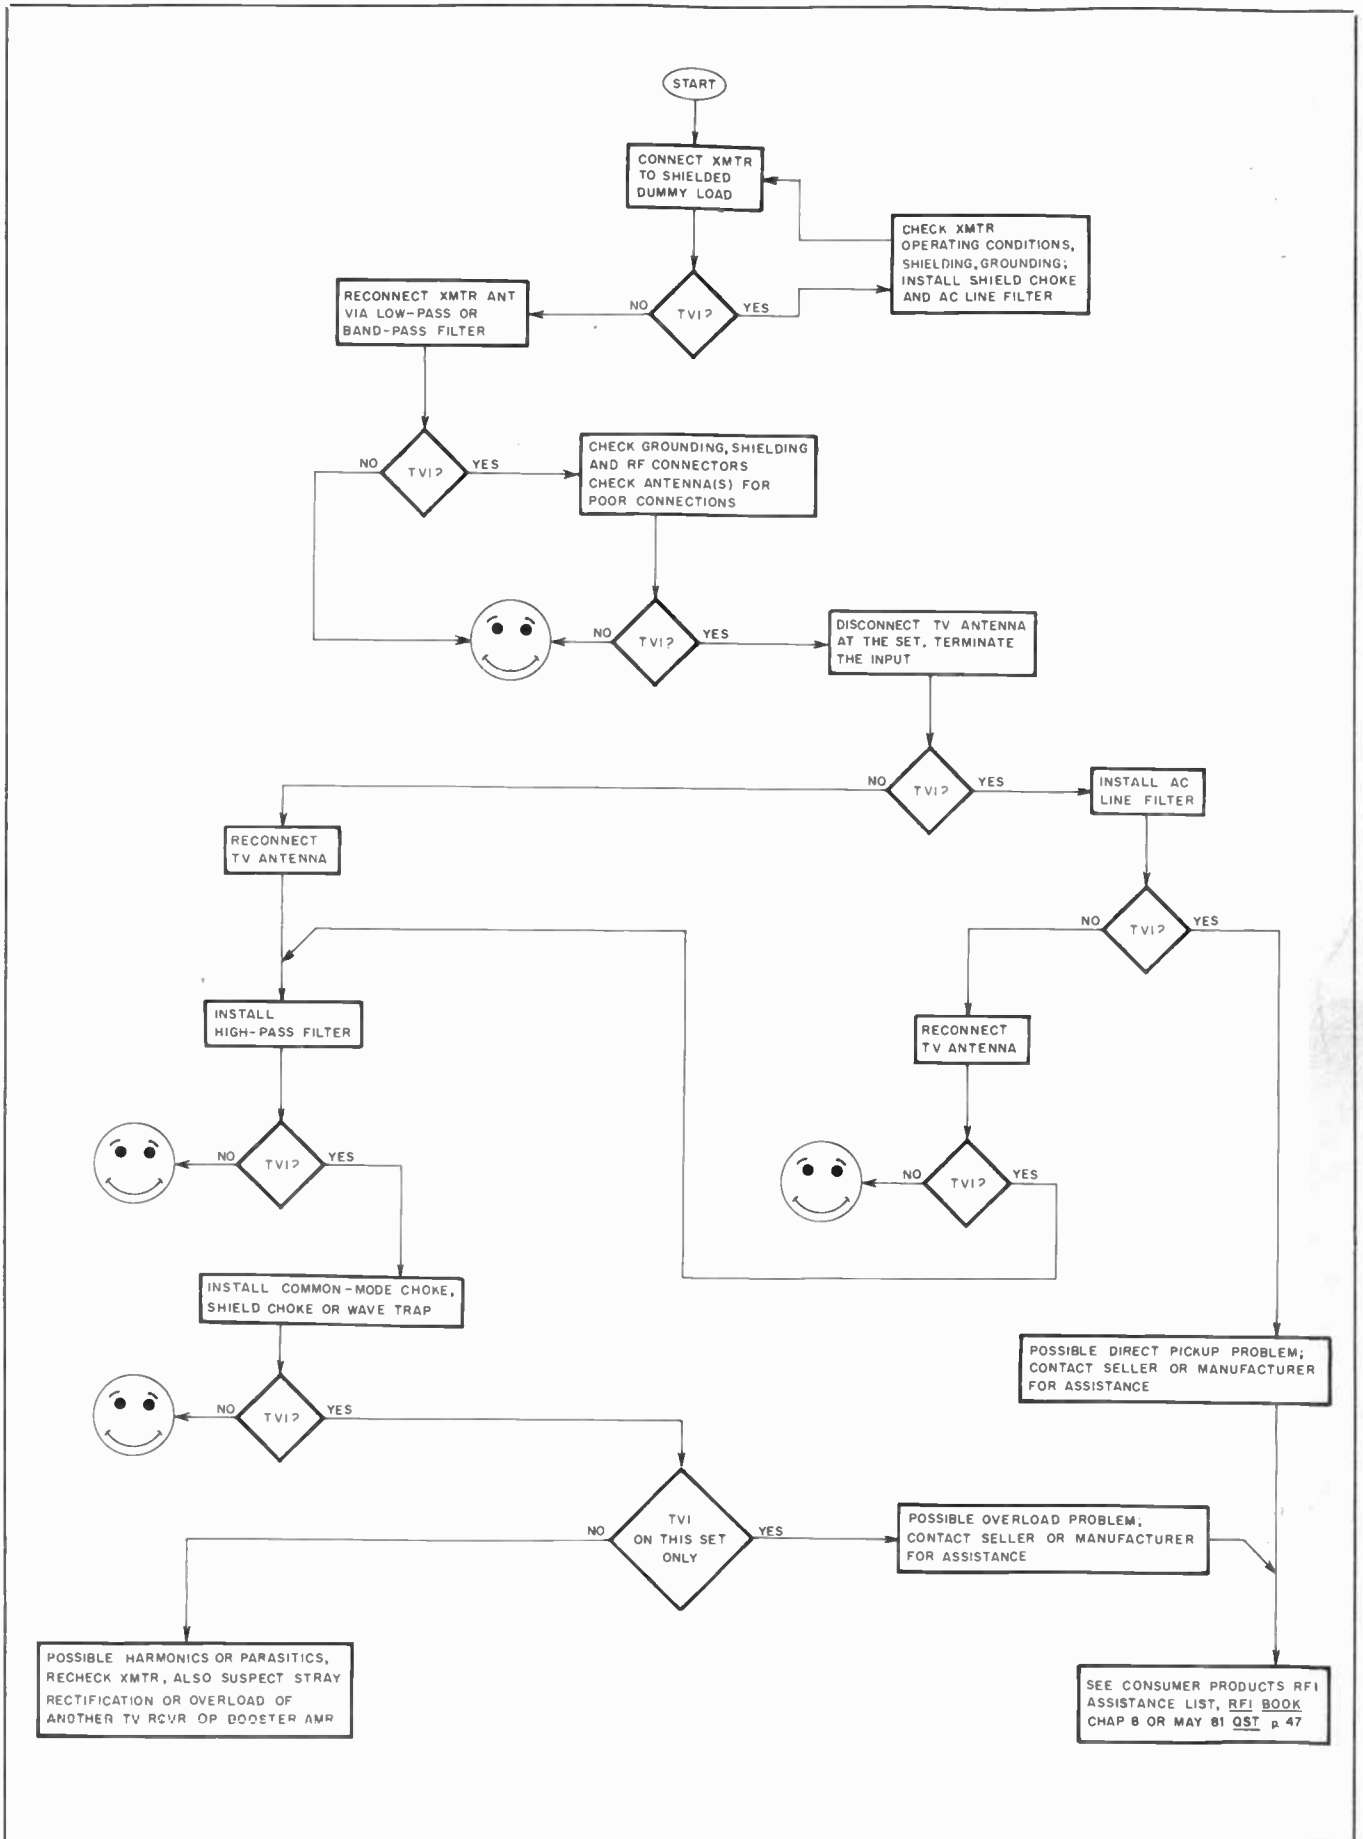 START
CONNECT XMTR
TO SHIELDED
DUMMY LOAD
CHECK XMTR
OPERATING CONDITIONS,
SHIELDING, GROUNDING;
INSTALL SHIELD CHOKE
AND AC LINE FILTER
RECONNECT XMTR ANT
VIA LOW-PASS OR
BAND-PASS FILTER
NO
TVI?
YES
NO
TVI?
YES
CHECK GROUNDING, SHIELDING
AND RF CONNECTORS
CHECK ANTENNA(S) FOR
POOR CONNECTIONS
NO
TVI?
YES
DISCONNECT TV ANTENNA
AT THE SET, TERMINATE
THE INPUT
NO
TVI?
YES
INSTALL AC
LINE FILTER
RECONNECT
TV ANTENNA
NO
TVI?
YES
INSTALL
HIGH-PASS FILTER
RECONNECT
TV ANTENNA
NO
TVI?
YES
NO
TVI?
YES
INSTALL COMMON-MODE CHOKE,
SHIELD CHOKE OR WAVE TRAP
POSSIBLE DIRECT PICKUP PROBLEM;
CONTACT SELLER OR MANUFACTURER
FOR ASSISTANCE
NO
TVI?
YES
NO
TVI
ON THIS SET
ONLY
YES
POSSIBLE OVERLOAD PROBLEM;
CONTACT SELLER OR MANUFACTURER
FOR ASSISTANCE
POSSIBLE HARMONICS OR PARASITICS,
RECHECK XMTR, ALSO SUSPECT STRAY
RECTIFICATION OR OVERLOAD OF
ANOTHER TV RCVR OR BOOSTER AMP
SEE CONSUMER PRODUCTS RFI
ASSISTANCE LIST, RFI BOOK
CHAP 8 OR MAY 81 QST p 47